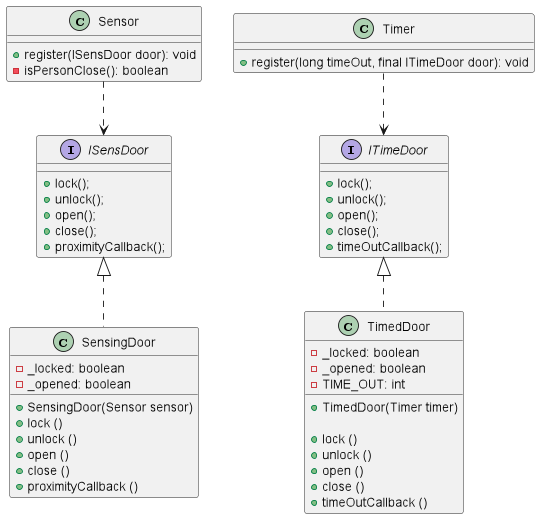 C Sensor
register(ISensDoor door): void
isPersonClose(): boolean
C Timer
register(long timeOut, final ITimeDoor door): void
I ISensDoor
lock();
unlock();
open();
close();
proximityCallback();
I ITimeDoor
lock();
unlock();
open();
close();
timeOutCallback();
C SensingDoor
_locked: boolean
_opened: boolean
SensingDoor(Sensor sensor)
lock ()
unlock ()
open ()
close ()
proximityCallback ()
C TimedDoor
_locked: boolean
_opened: boolean
TIME_OUT: int
TimedDoor(Timer timer)
lock ()
unlock ()
open ()
close ()
timeOutCallback ()